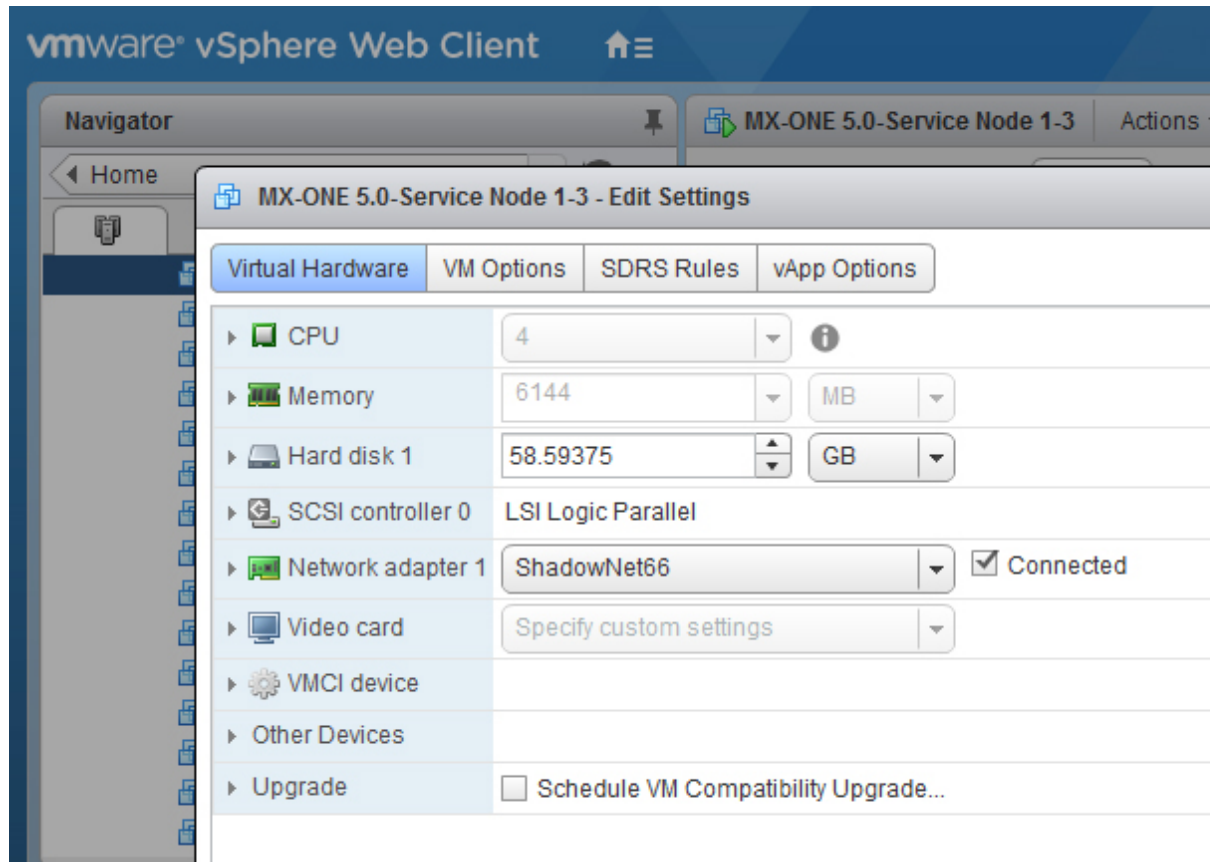 vmware® vSphere Web Client
Navigator
MX-ONE 5.0-Service Node 1-3 Actions
Home
MX-ONE 5.0-Service Node 1-3 - Edit Settings
Virtual Hardware VM Options SDRS Rules vApp Options
CPU 4
Memory 6144 MB
Hard disk 1 58.59375 GB
SCSI controller 0 LSI Logic Parallel
Network adapter 1 ShadowNet66 Connected
Video card Specify custom settings
VMCI device
Other Devices
Upgrade Schedule VM Compatibility Upgrade...